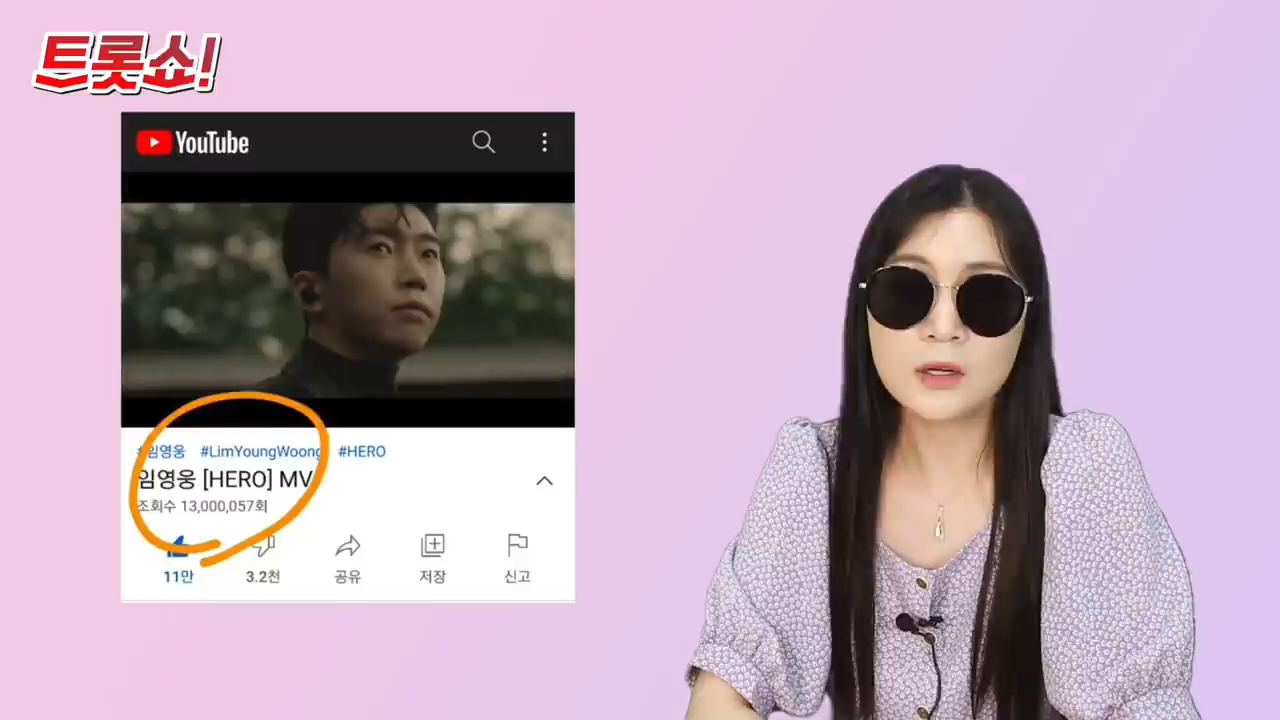 트롯쇼!
YouTube
#임영웅 #LimYoungWoong #HERO
임영웅 [HERO] MV
조회수 13,000,057회
11만 3.2천 공유 저장 신고